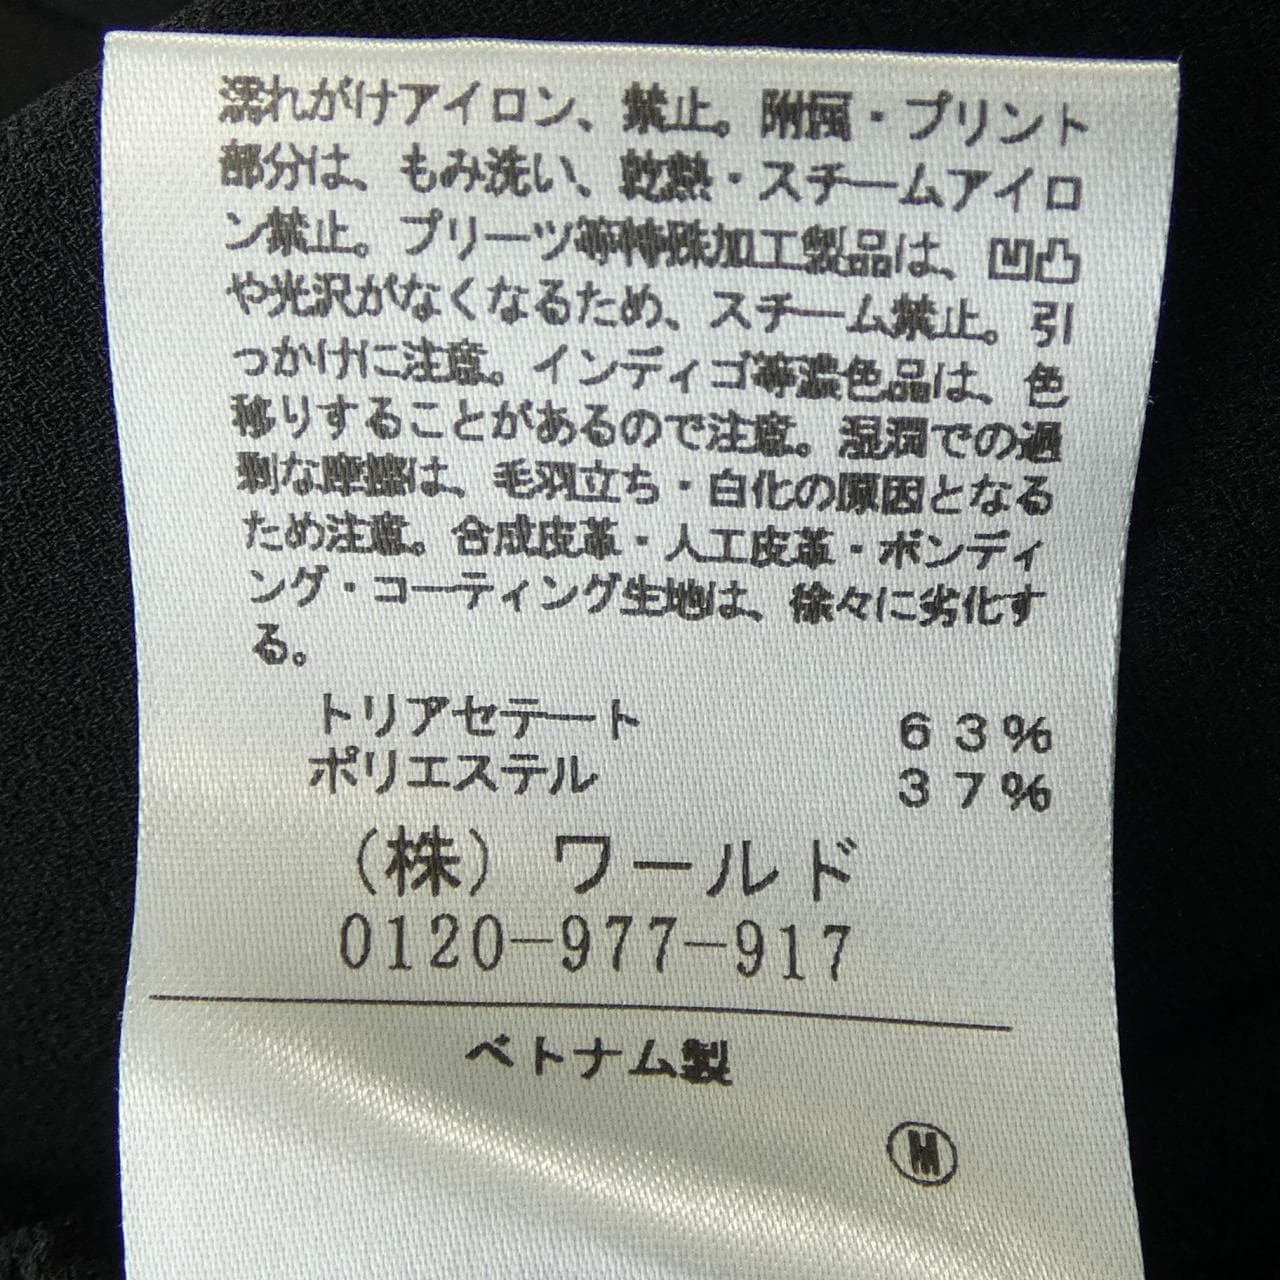 濡れがけアイロン、禁止。附属・プリント
部分は、もみ洗い、乾熱・スチームアイロ
ン禁止。プリーツ等特殊加工製品は、凹凸
や光沢がなくなるため、スチーム禁止。引
っかけに注意。インディゴ等濃色品は、色
移りすることがあるので注意。湿潤での過
剰な摩擦は、毛羽立ち・白化の原因となる
ため注意。合成皮革・人工皮革・ボンディ
ング・コーティング生地は、徐々に劣化す
る。
トリアセテート 63%
ポリエステル 37%
(株)ワールド
0120-977-917
ベトナム製
Ⓜ